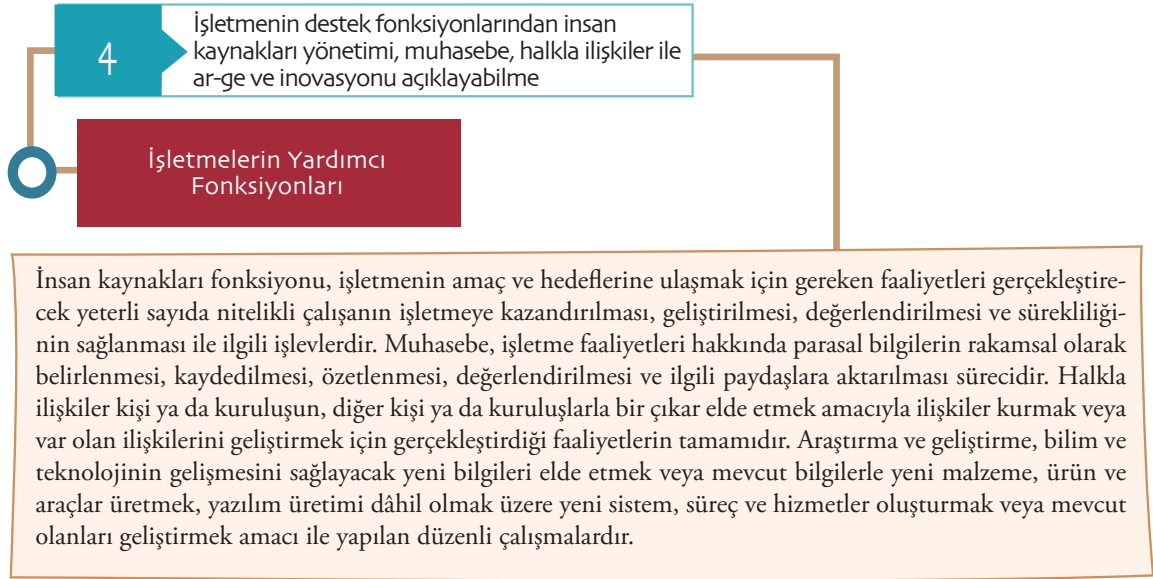 4
İşletmenin destek fonksiyonlarından insan
kaynakları yönetimi, muhasebe, halkla ilişkiler ile
ar-ge ve inovasyonu açıklayabilme
İşletmelerin Yardımcı
Fonksiyonları
İnsan kaynakları fonksiyonu, işletmenin amaç ve hedeflerine ulaşmak için gereken faaliyetleri gerçekleştire-
cek yeterli sayıda nitelikli çalışanın işletmeye kazandırılması, geliştirilmesi, değerlendirilmesi ve sürekliliği-
nin sağlanması ile ilgili işlevlerdir. Muhasebe, işletme faaliyetleri hakkında parasal bilgilerin rakamsal olarak
belirlenmesi, kaydedilmesi, özetlenmesi, değerlendirilmesi ve ilgili paydaşlara aktarılması sürecidir. Halkla
ilişkiler kişi ya da kuruluşun, diğer kişi ya da kuruluşlarla bir çıkar elde etmek amacıyla ilişkiler kurmak veya
var olan ilişkilerini geliştirmek için gerçekleştirdiği faaliyetlerin tamamıdır. Araştırma ve geliştirme, bilim ve
teknolojinin gelişmesini sağlayacak yeni bilgileri elde etmek veya mevcut bilgilerle yeni malzeme, ürün ve
araçlar üretmek, yazılım üretimi dâhil olmak üzere yeni sistem, süreç ve hizmetler oluşturmak veya mevcut
olanları geliştirmek amacı ile yapılan düzenli çalışmalardır.